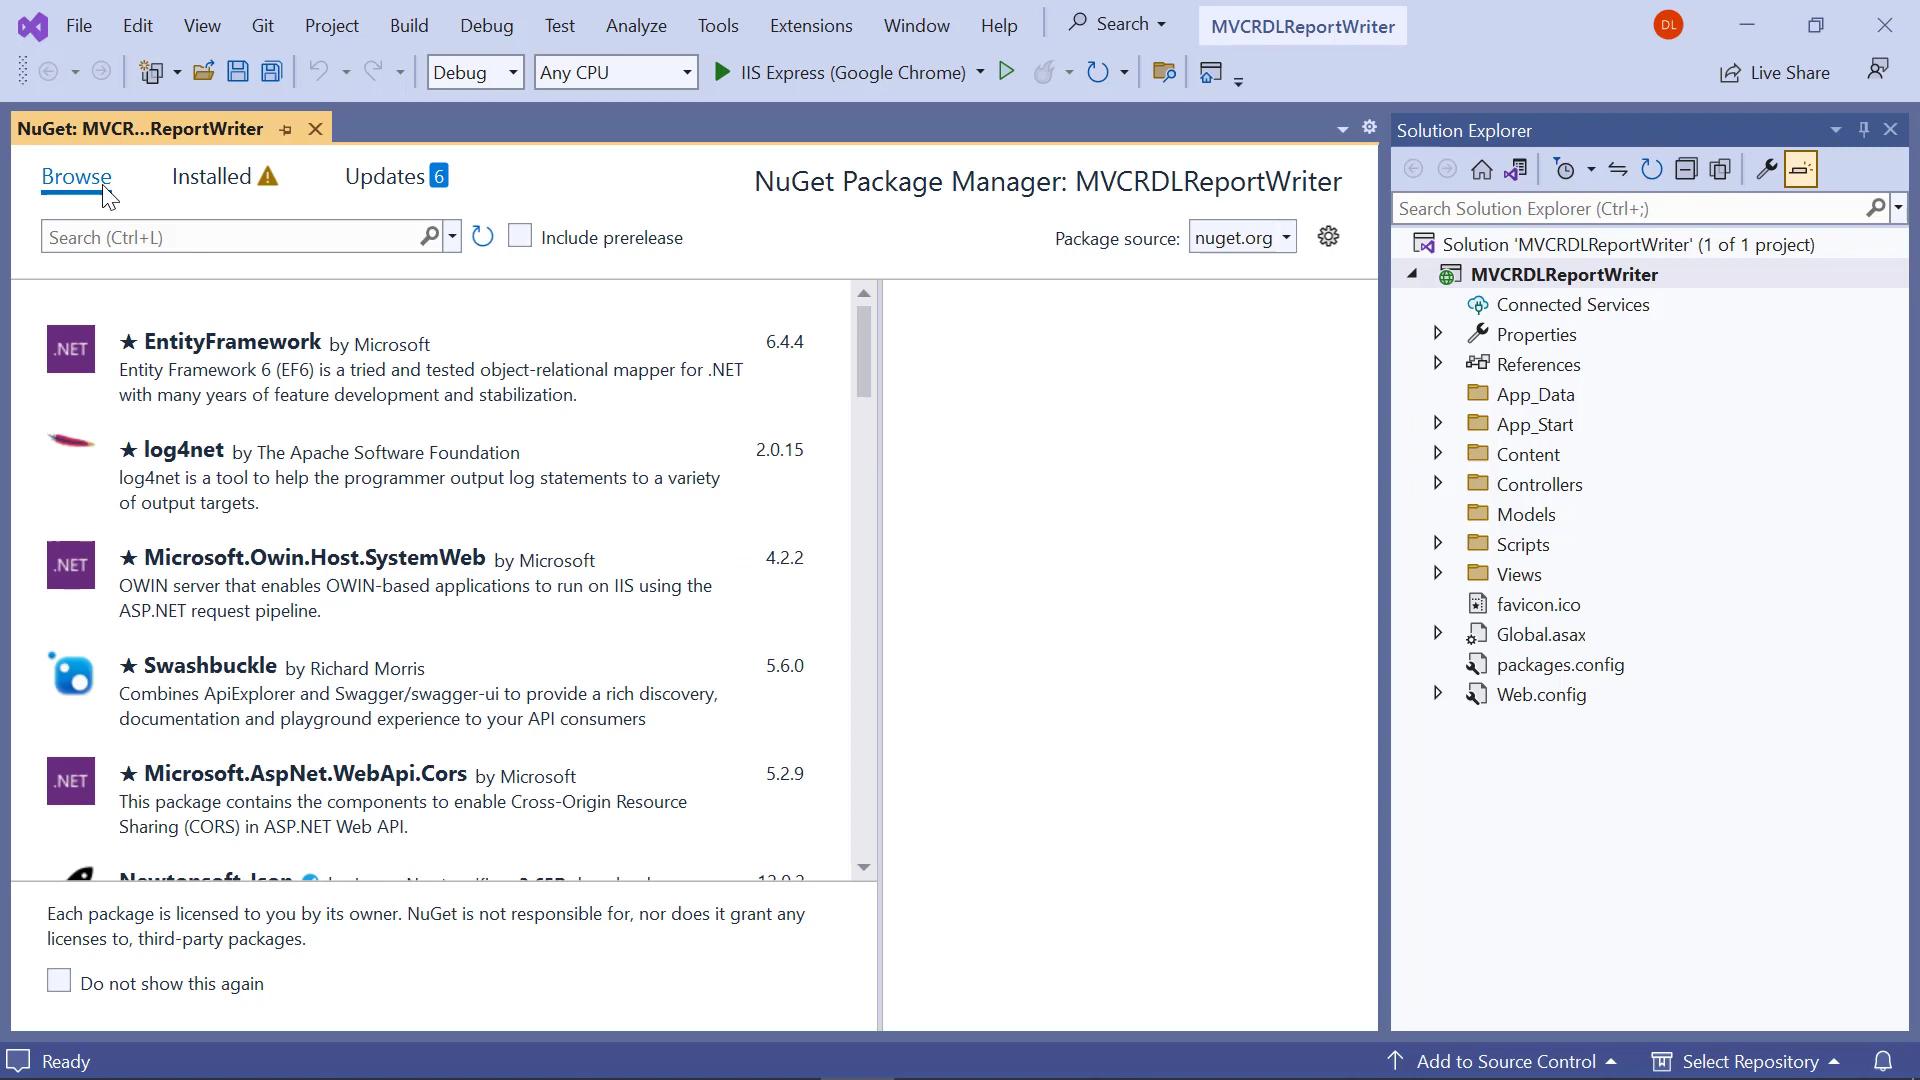 File Edit View Git Project Build Debug Test Analyze Tools Extensions Window Help Search MVCRDLReportWriter DL
Debug Any CPU IIS Express (Google Chrome) Live Share
NuGet: MVCR...ReportWriter
Browse Installed Updates 6
NuGet Package Manager: MVCRDLReportWriter
Search (Ctrl+L) Include prerelease Package source: nuget.org
.NET EntityFramework by Microsoft 6.4.4
Entity Framework 6 (EF6) is a tried and tested object-relational mapper for .NET
with many years of feature development and stabilization.
log4net by The Apache Software Foundation 2.0.15
log4net is a tool to help the programmer output log statements to a variety
of output targets.
.NET Microsoft.Owin.Host.SystemWeb by Microsoft 4.2.2
OWIN server that enables OWIN-based applications to run on IIS using the
ASP.NET request pipeline.
Swashbuckle by Richard Morris 5.6.0
Combines ApiExplorer and Swagger/swagger-ui to provide a rich discovery,
documentation and playground experience to your API consumers
.NET Microsoft.AspNet.WebApi.Cors by Microsoft 5.2.9
This package contains the components to enable Cross-Origin Resource
Sharing (CORS) in ASP.NET Web API.
Newtonsoft.Json
Each package is licensed to you by its owner. NuGet is not responsible for, nor does it grant any
licenses to, third-party packages.
Do not show this again
Solution Explorer
Search Solution Explorer (Ctrl+;)
Solution 'MVCRDLReportWriter' (1 of 1 project)
MVCRDLReportWriter
Connected Services
Properties
References
App_Data
App_Start
Content
Controllers
Models
Scripts
Views
favicon.ico
Global.asax
packages.config
Web.config
Ready Add to Source Control Select Repository